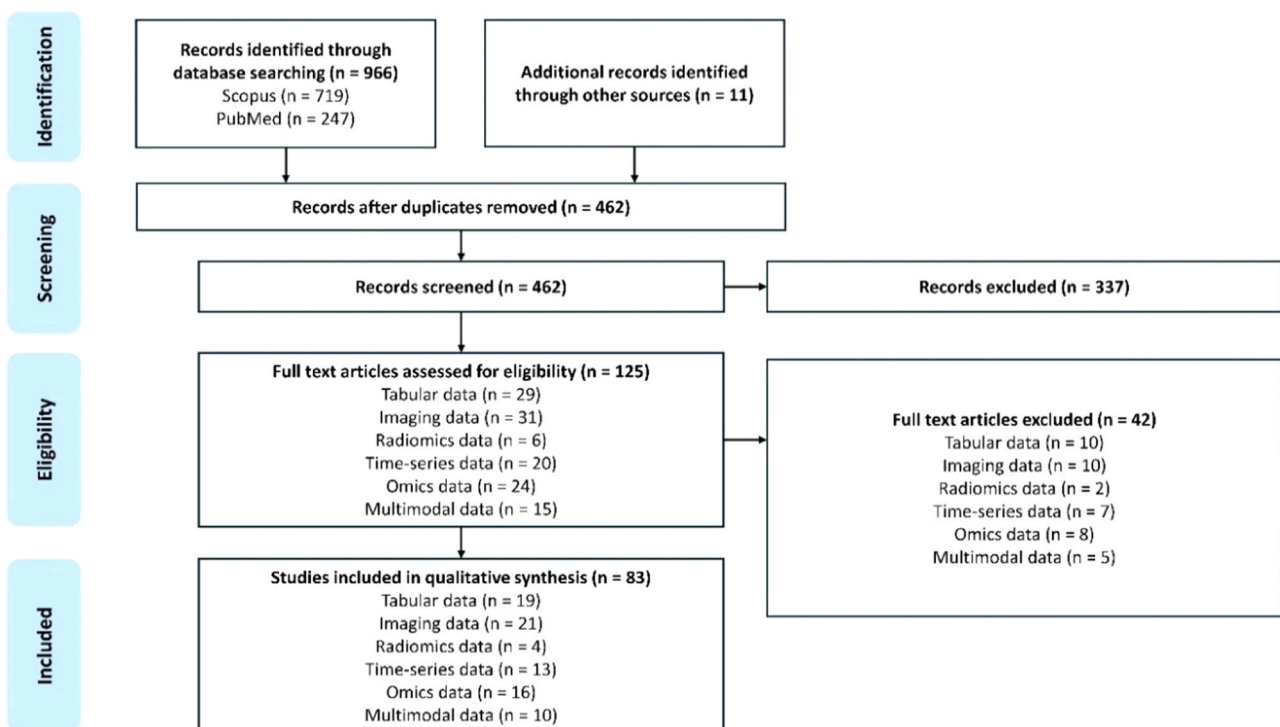 Identification
Records identified through
database searching (n = 966)
Scopus (n = 719)
PubMed (n = 247)
Additional records identified
through other sources (n = 11)
Screening
Records after duplicates removed (n = 462)
Records screened (n = 462)
Records excluded (n = 337)
Eligibility
Full text articles assessed for eligibility (n = 125)
Tabular data (n = 29)
Imaging data (n = 31)
Radiomics data (n = 6)
Time-series data (n = 20)
Omics data (n = 24)
Multimodal data (n = 15)
Full text articles excluded (n = 42)
Tabular data (n = 10)
Imaging data (n = 10)
Radiomics data (n = 2)
Time-series data (n = 7)
Omics data (n = 8)
Multimodal data (n = 5)
Included
Studies included in qualitative synthesis (n = 83)
Tabular data (n = 19)
Imaging data (n = 21)
Radiomics data (n = 4)
Time-series data (n = 13)
Omics data (n = 16)
Multimodal data (n = 10)